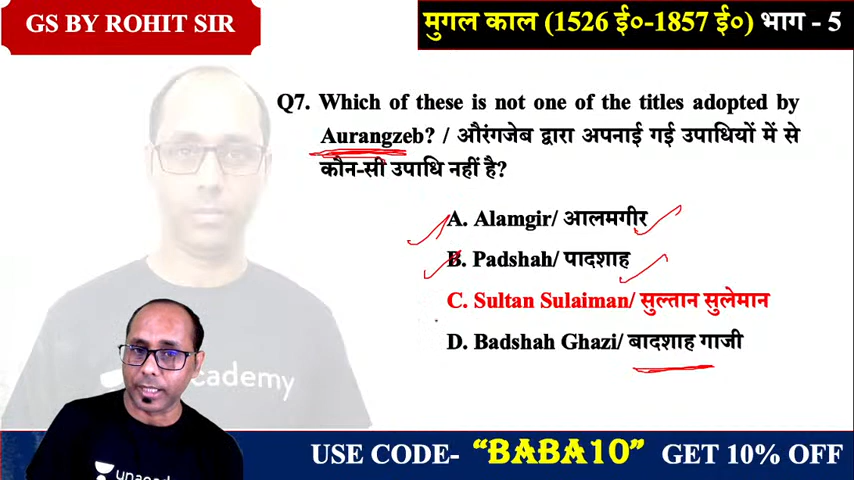 GS BY ROHIT SIR
मुगल काल (1526 ई०-1857 ई०) भाग - 5
Q7. Which of these is not one of the titles adopted by
Aurangzeb? / औरंगजेब द्वारा अपनाई गई उपाधियों में से
कौन-सी उपाधि नहीं है?
A. Alamgir/ आलमगीर
B. Padshah/ पादशाह
C. Sultan Sulaiman/ सुल्तान सुलेमान
D. Badshah Ghazi/ बादशाह गाजी
USE CODE- “BABA10” GET 10% OFF